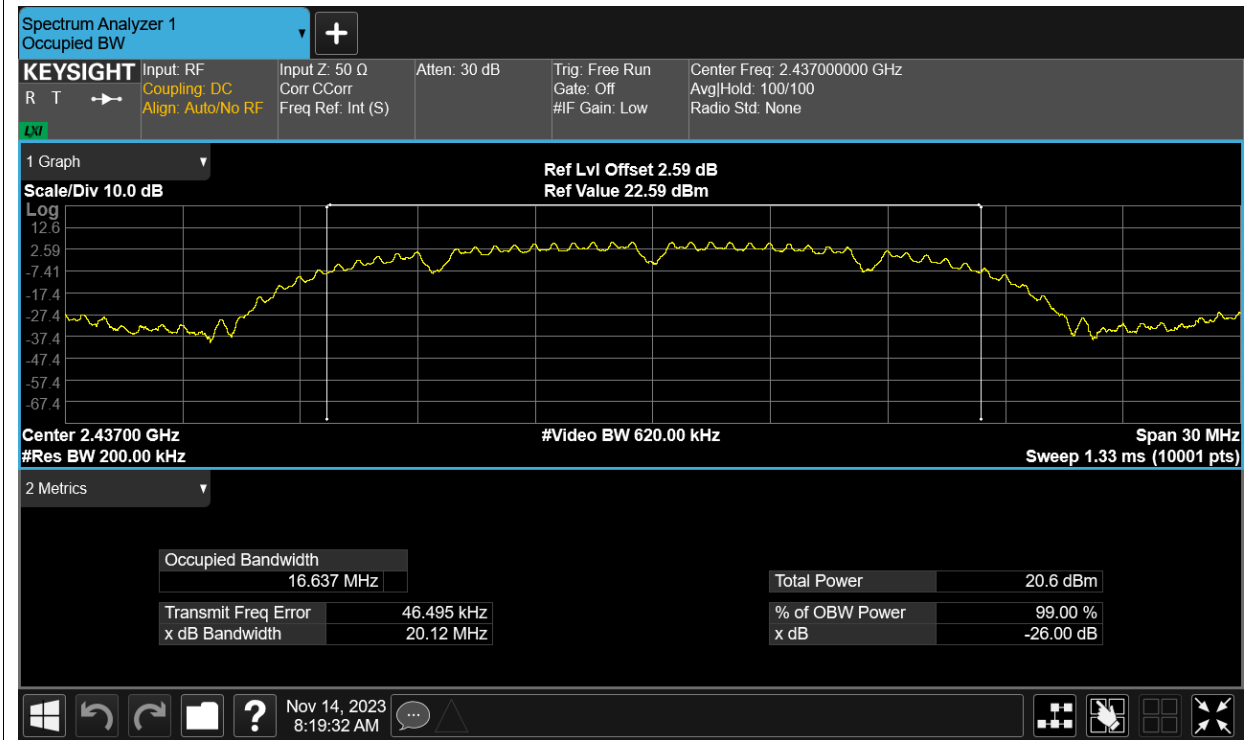 Spectrum Analyzer 1
Occupied BW
KEYSIGHT
R T
LXI
Input: RF
Coupling: DC
Align: Auto/No RF
Input Z: 50 Ω
Corr CCorr
Freq Ref: Int (S)
Atten: 30 dB
Trig: Free Run
Gate: Off
#IF Gain: Low
Center Freq: 2.437000000 GHz
Avg|Hold: 100/100
Radio Std: None
1 Graph
Scale/Div 10.0 dB
Ref Lvl Offset 2.59 dB
Ref Value 22.59 dBm
Log
12.6
2.59
-7.41
-17.4
-27.4
-37.4
-47.4
-57.4
-67.4
Center 2.43700 GHz
#Video BW 620.00 kHz
Span 30 MHz
#Res BW 200.00 kHz
Sweep 1.33 ms (10001 pts)
2 Metrics
Occupied Bandwidth
16.637 MHz
Total Power 20.6 dBm
Transmit Freq Error 46.495 kHz
% of OBW Power 99.00 %
x dB Bandwidth 20.12 MHz
x dB -26.00 dB
?
Nov 14, 2023
8:19:32 AM